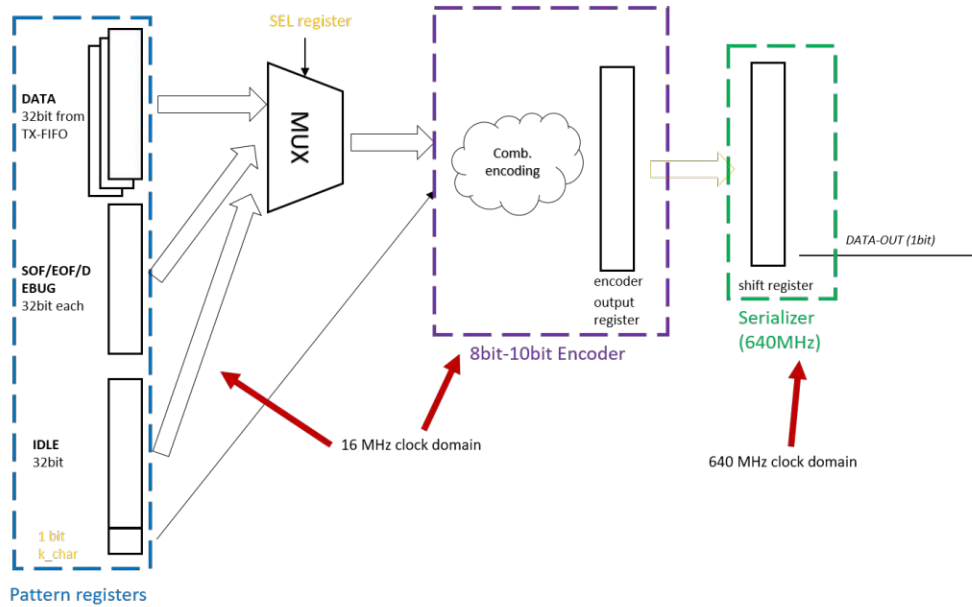 SEL register
DATA
32bit from
TX-FIFO
MUX
Comb.
encoding
DATA-OUT (1bit)
SOF/EOF/D
EBUG
32bit each
encoder
output
register
shift register
8bit-10bit Encoder
Serializer
(640MHz)
IDLE
32bit
16 MHz clock domain
640 MHz clock domain
1 bit
k_char
Pattern registers